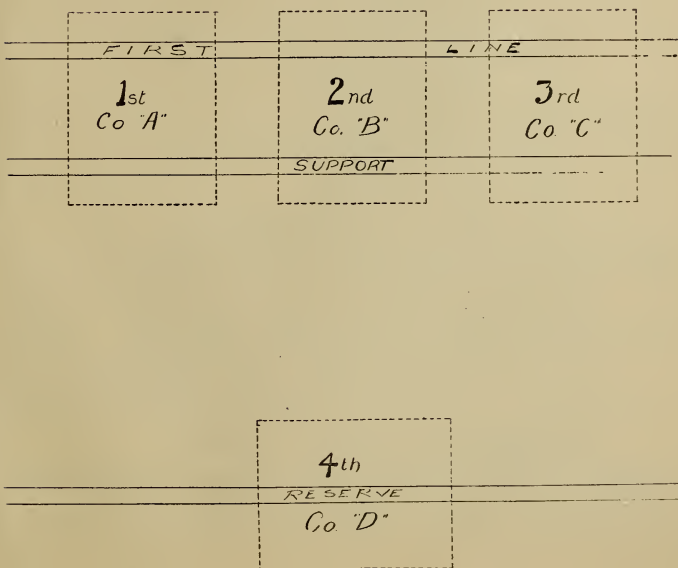 FIRST LINE
1st
Co "A"
2nd
Co. "B"
3rd
Co. "C"
SUPPORT
4th
RESERVE
Co. "D"